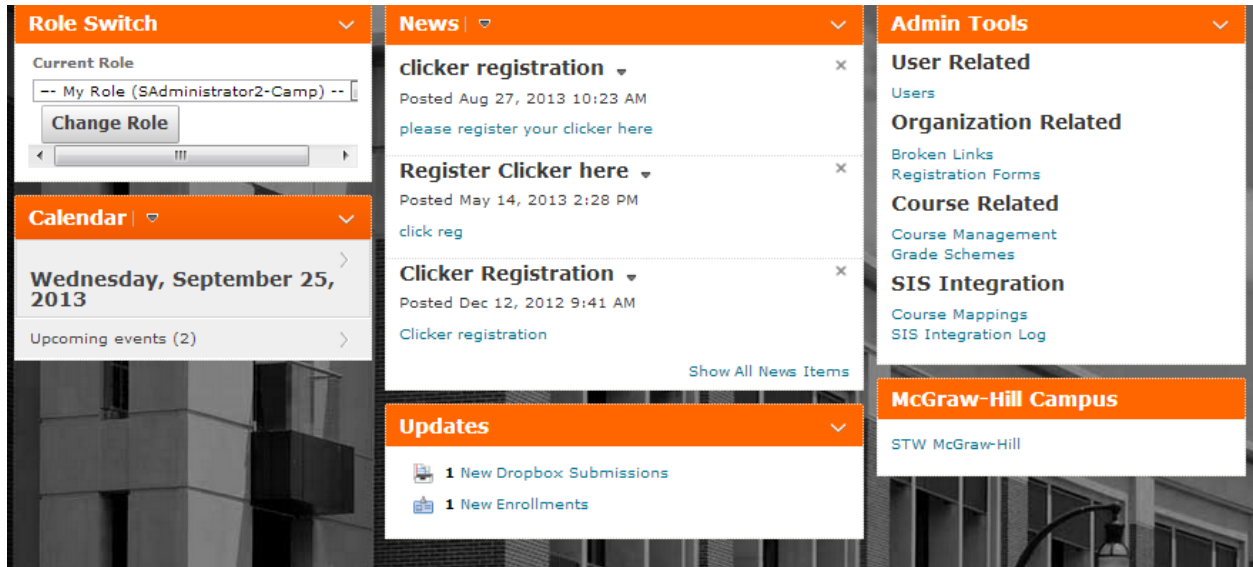 Role Switch
Current Role
-- My Role (SAdministrator2-Camp) --
Change Role
Calendar
Wednesday, September 25,
2013
Upcoming events (2)
News
clicker registration
Posted Aug 27, 2013 10:23 AM
please register your clicker here
Register Clicker here
Posted May 14, 2013 2:28 PM
click reg
Clicker Registration
Posted Dec 12, 2012 9:41 AM
Clicker registration
Show All News Items
Updates
1 New Dropbox Submissions
1 New Enrollments
Admin Tools
User Related
Users
Organization Related
Broken Links
Registration Forms
Course Related
Course Management
Grade Schemes
SIS Integration
Course Mappings
SIS Integration Log
McGraw-Hill Campus
STW McGraw-Hill